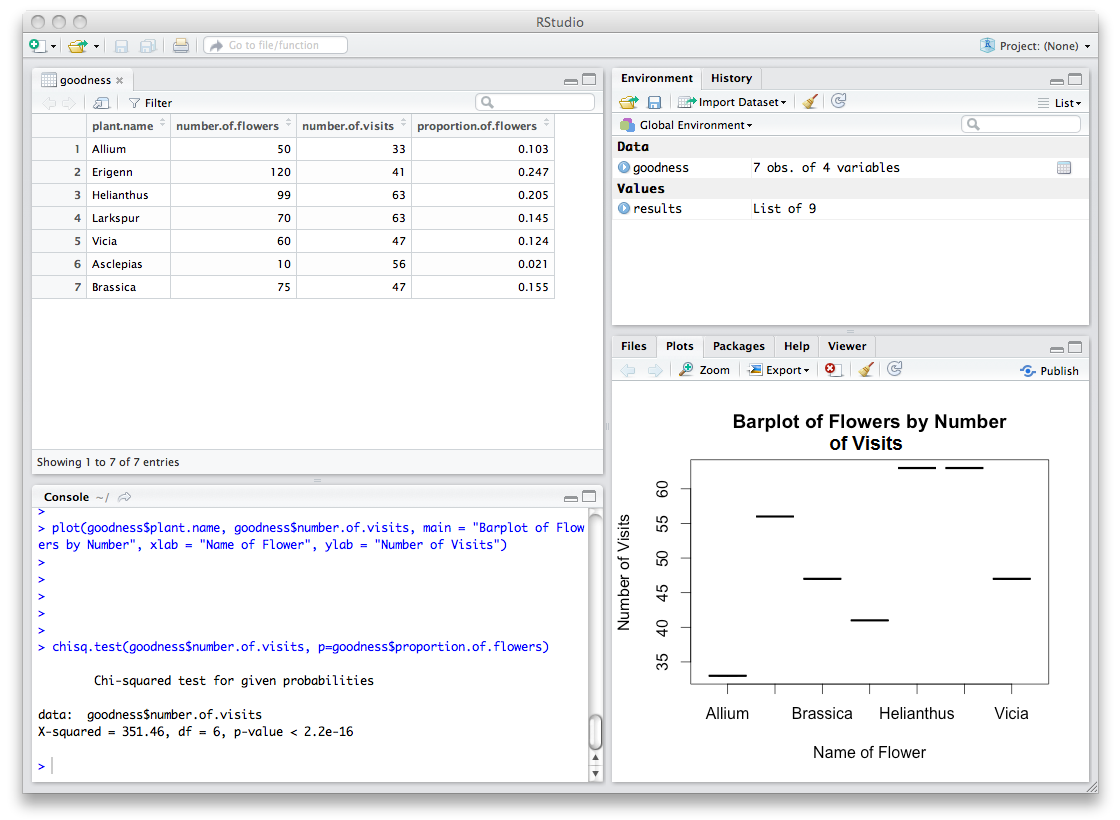 RStudio
Go to file/function
Project: (None)
goodness
Filter
plant.name number.of.flowers number.of.visits proportion.of.flowers
1 Allium 50 33 0.103
2 Erigenn 120 41 0.247
3 Helianthus 99 63 0.205
4 Larkspur 70 63 0.145
5 Vicia 60 47 0.124
6 Asclepias 10 56 0.021
7 Brassica 75 47 0.155
Showing 1 to 7 of 7 entries
Console ~/
>
> plot(goodness$plant.name, goodness$number.of.visits, main = "Barplot of Flow
ers by Number", xlab = "Name of Flower", ylab = "Number of Visits")
>
>
>
>
>
> chisq.test(goodness$number.of.visits, p=goodness$proportion.of.flowers)
Chi-squared test for given probabilities
data: goodness$number.of.visits
X-squared = 351.46, df = 6, p-value < 2.2e-16
>
Environment History
Import Dataset List
Global Environment
Data
goodness 7 obs. of 4 variables
Values
results List of 9
Files Plots Packages Help Viewer
Zoom Export Publish
Barplot of Flowers by Number
of Visits
Number of Visits
60
55
50
45
40
35
Allium Brassica Helianthus Vicia
Name of Flower